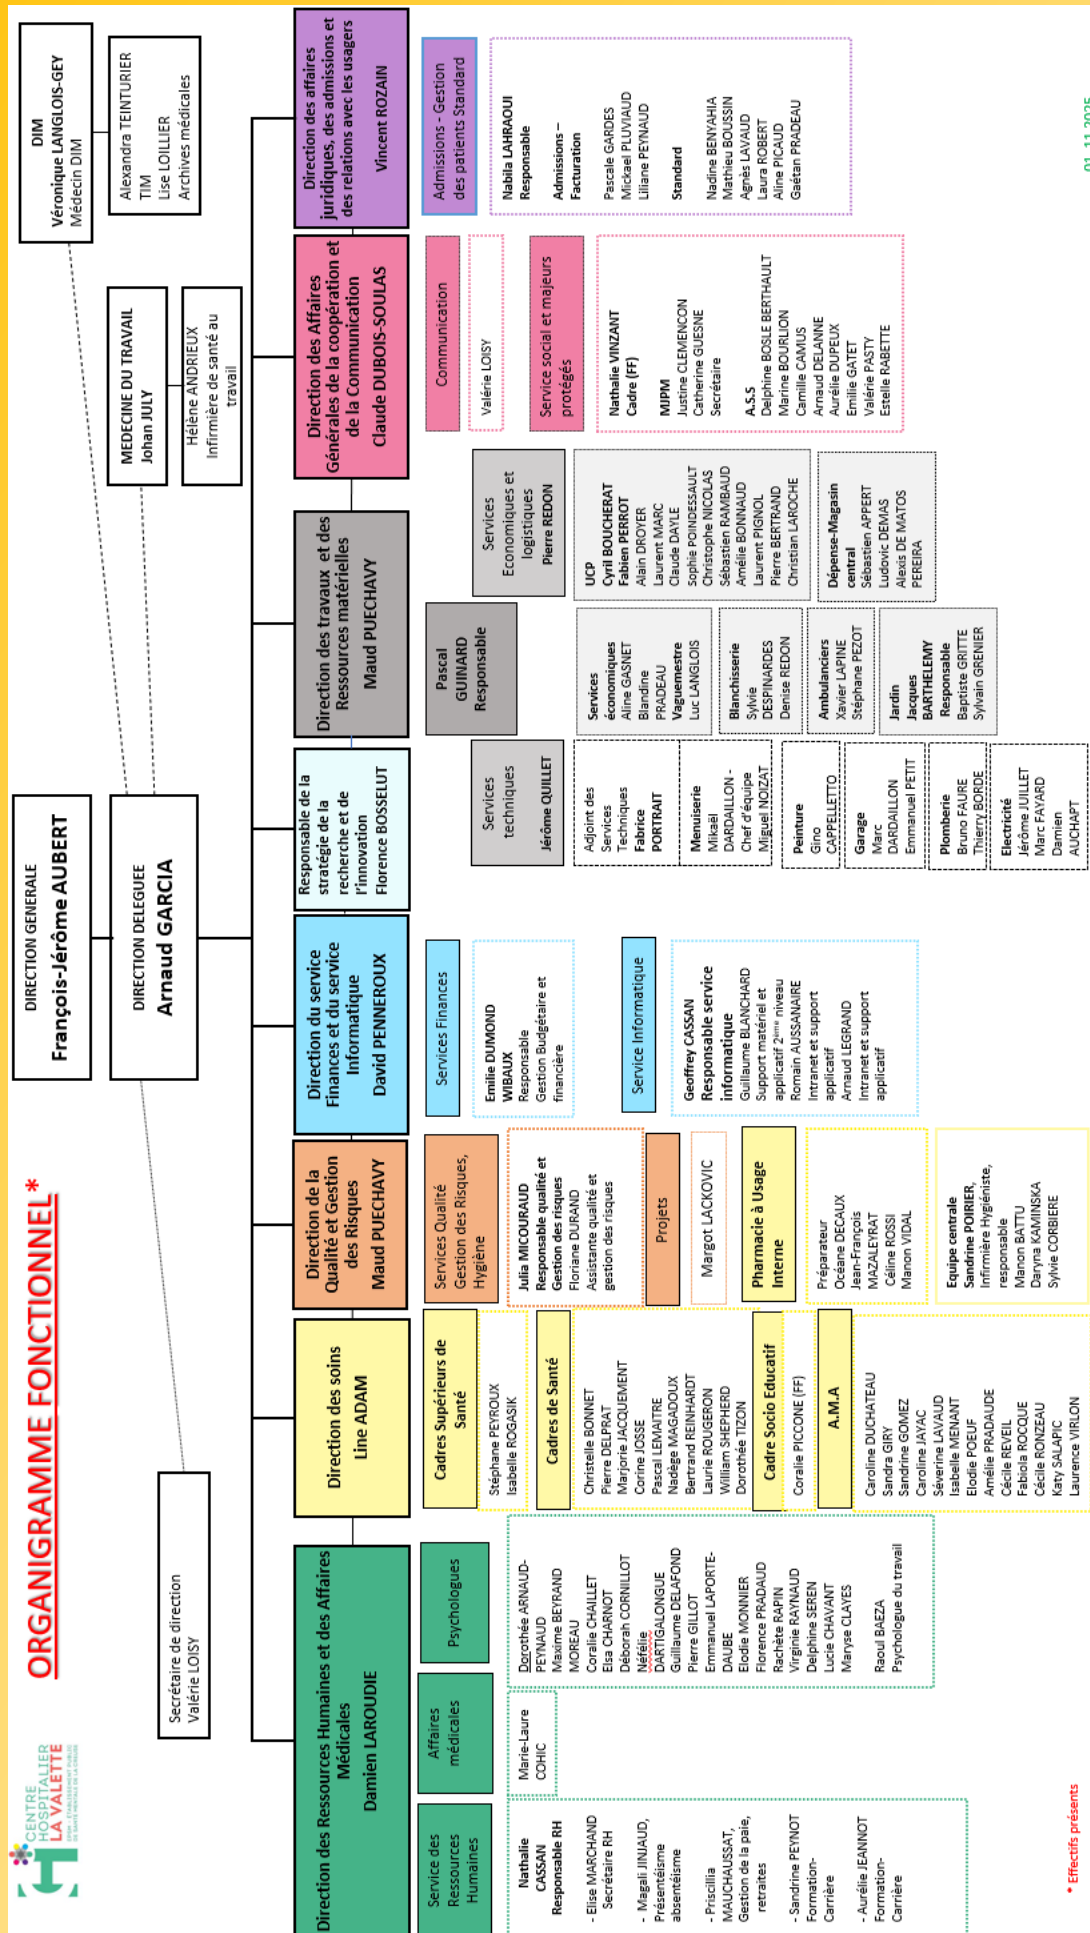 CENTRE
HOSPITALIER
LA VALETTE
ORGANIGRAMME FONCTIONNEL*
DIRECTION GENERALE
François-Jérôme AUBERT
DIRECTION DELEGUEE
Arnaud GARCIA
Secrétaire de direction
Valérie LOISY
DIM
Véronique LANGLOIS-GEY
Médecin DIM
Alexandra TEINTURIER
TIM
Lise LOILLIER
Archives médicales
MEDECINE DU TRAVAIL
Johan JULY
Hélène ANDRIEUX
Infirmière de santé au
travail
Direction des Ressources Humaines et des Affaires
Médicales
Damien LAROUDIE
Service des
Ressources
Humaines
Nathalie
CASSAN
Responsable RH
- Elise MARCHAND
Secrétaire RH
- Magali JINJAUD,
Présentéisme
absentéisme
- Priscillia
MAUCHAUSSAT,
Gestion de la paie,
retraites
- Sandrine PEYNOT
Formation-
Carrière
- Aurélie JEANNOT
Formation-
Carrière
Affaires
médicales
Marie-Laure
COHIC
Psychologues
Dorothée ARNAUD-
PEYNAUD
Maxime BEYRAND
MOREAU
Coralie CHAILLET
Elsa CHARNOT
Déborah CORNILLOT
Néfélie
DARTIGALONGUE
Guillaume DELAFOND
Pierre GILLOT
Emmanuel LAPORTE-
DAUBE
Elodie MONNIER
Florence PRADAUD
Rachète RAPIN
Virginie RAYNAUD
Delphine SEREN
Lucie CHAVANT
Maryse CLAYES
Raoul BAEZA
Psychologue du travail
Direction des soins
Line ADAM
Cadres Supérieurs de
Santé
Stéphane PEYROUX
Isabelle ROGASIK
Cadres de Santé
Christelle BONNET
Pierre DELPRAT
Marjorie JACQUEMENT
Corine JOSSE
Pascal LEMAITRE
Nadège MAGADOUX
Bertrand REINHARDT
Laurie ROUGERON
William SHEPHERD
Dorothée TIZON
Cadre Socio Educatif
Coralie PICCONE (FF)
A.M.A
Caroline DUCHATEAU
Sandra GIRY
Sandrine GOMEZ
Caroline JAYAC
Séverine LAVAUD
Isabelle MENANT
Elodie POEUF
Amélie PRADAUDE
Cécile REVEIL
Fabiola ROCQUE
Cécile RONZEAU
Katy SALAPIC
Laurence VIRLON
Direction de la
Qualité et Gestion
des Risques
Maud PUECHAVY
Services Qualité
Gestion des Risques,
Hygiène
Julia MICOURAUD
Responsable qualité et
Gestion des risques
Floriane DURAND
Assistante qualité et
gestion des risques
Projets
Margot LACKOVIC
Pharmacie à Usage
Interne
Préparateur
Océane DECAUX
Jean-François
MAZALEYRAT
Céline ROSSI
Manon VIDAL
Equipe centrale
Sandrine POIRIER,
Infirmière Hygiéniste,
responsable
Manon BATTU
Daryna KAMINSKA
Sylvie CORBIERE
Direction du service
Finances et du service
Informatique
David PENNEROUX
Services Finances
Emilie DUMOND
WIBAUX
Responsable
Gestion Budgétaire et
financière
Service Informatique
Geoffrey CASSAN
Responsable service
informatique
Guillaume BLANCHARD
Support matériel et
applicatif 2ème niveau
Romain AUSSANAIRE
Intranet et support
applicatif
Arnaud LEGRAND
Intranet et support
applicatif
Responsable de la
stratégie de la
recherche et de
l'innovation
Florence BOSSELUT
Direction des travaux et des
Ressources matérielles
Maud PUECHAVY
Pascal
GUINARD
Responsable
Services
techniques
Jérôme QUILLET
Adjoint des
Services
Techniques
Fabrice
PORTRAIT
Menuiserie
Mikaël
DARDAILLON -
Chef d'équipe
Miguel NOIZAT
Peinture
Gino
CAPPELLETTO
Garage
Marc
DARDAILLON
Emmanuel PETIT
Plomberie
Bruno FAURE
Thierry BORDE
Electricité
Jérôme JUILLET
Marc FAYARD
Damien
AUCHAPT
Services
économiques
Aline GASNET
Blandine
PRADEAU
Vaguemestre
Luc LANGLOIS
Blanchisserie
Sylvie
DESPINARDES
Denise REDON
Ambulanciers
Xavier LAPINE
Stéphane PEZOT
Jardin
Jacques
BARTHELEMY
Responsable
Baptiste GRITTE
Sylvain GRENIER
Services
Economiques et
logistiques
Pierre REDON
UCP
Cyril BOUCHERAT
Fabien PERROT
Alain DROYER
Laurent MARC
Claude DAYLE
Sophie POINDESSAULT
Christophe NICOLAS
Sébastien RAMBAUD
Amélie BONNAUD
Laurent PIGNOL
Pierre BERTRAND
Christian LAROCHE
Dépense-Magasin
central
Sébastien APPERT
Ludovic DEMAS
Alexis DE MATOS
PEREIRA
Direction des Affaires
Générales de la coopération et
de la Communication
Claude DUBOIS-SOULAS
Communication
Valérie LOISY
Service social et majeurs
protégés
Nathalie VINZANT
Cadre (FF)
MJPM
Justine CLEMENCON
Catherine GUESNE
Secrétaire
A.S.S
Delphine BOSLE BERTHAULT
Marine BOURLION
Camille CAMUS
Arnaud DELANNE
Aurélie DUPEUX
Emilie GATET
Valérie PASTY
Estelle RABETTE
Direction des affaires
juridiques, des admissions et
des relations avec les usagers
Vincent ROZAIN
Admissions - Gestion
des patients Standard
Nabila LAHRAOUI
Responsable
Admissions –
Facturation
Pascale GARDES
Mickael PLUVIAUD
Liliane PEYNAUD
Standard
Nadine BENYAHIA
Mathieu BOUSSIN
Agnès LAVAUD
Laura ROBERT
Aline PICAUD
Gaétan PRADEAU
* Effectifs présents
01 11 2025